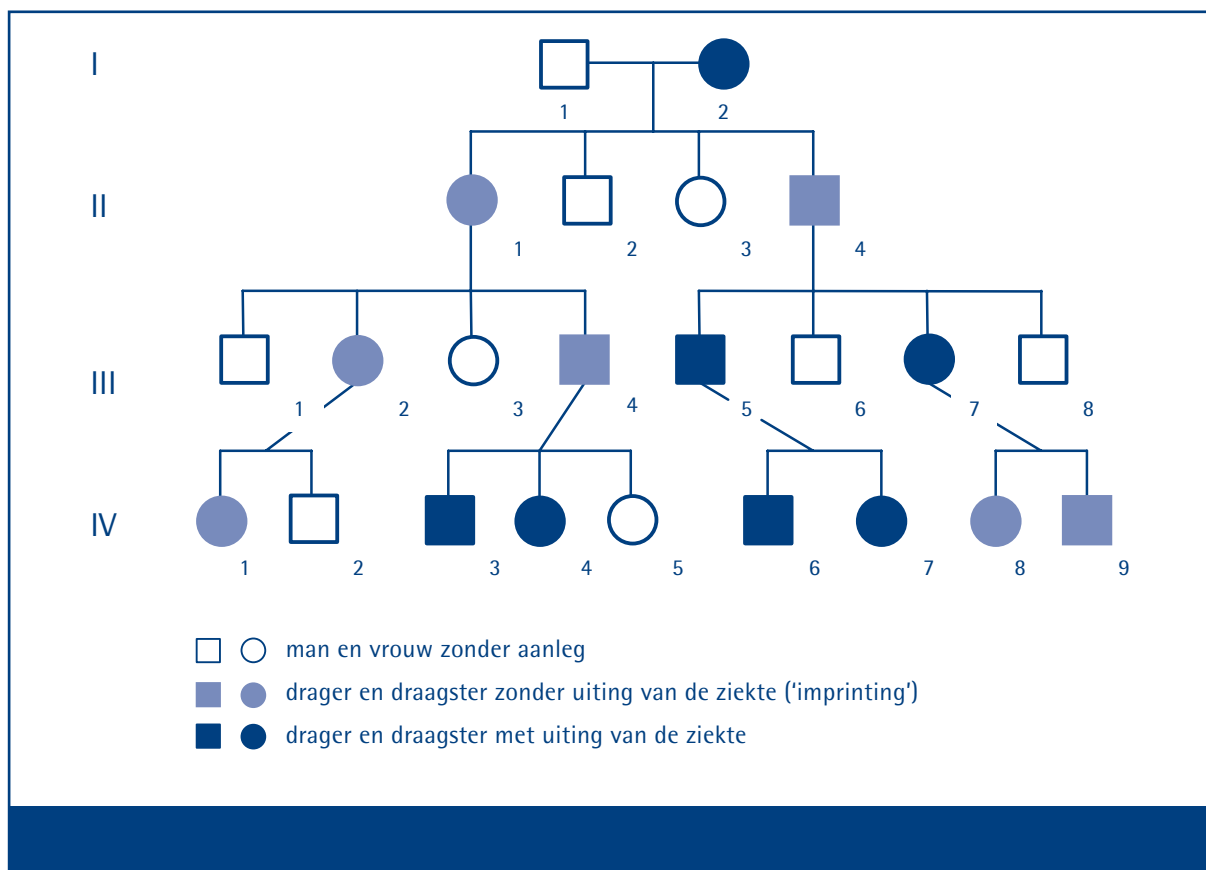 I
1 2
II
1 2 3 4
III
1 2 3 4 5 6 7 8
IV
1 2 3 4 5 6 7 8 9
man en vrouw zonder aanleg
drager en draagster zonder uiting van de ziekte (‘imprinting’)
drager en draagster met uiting van de ziekte